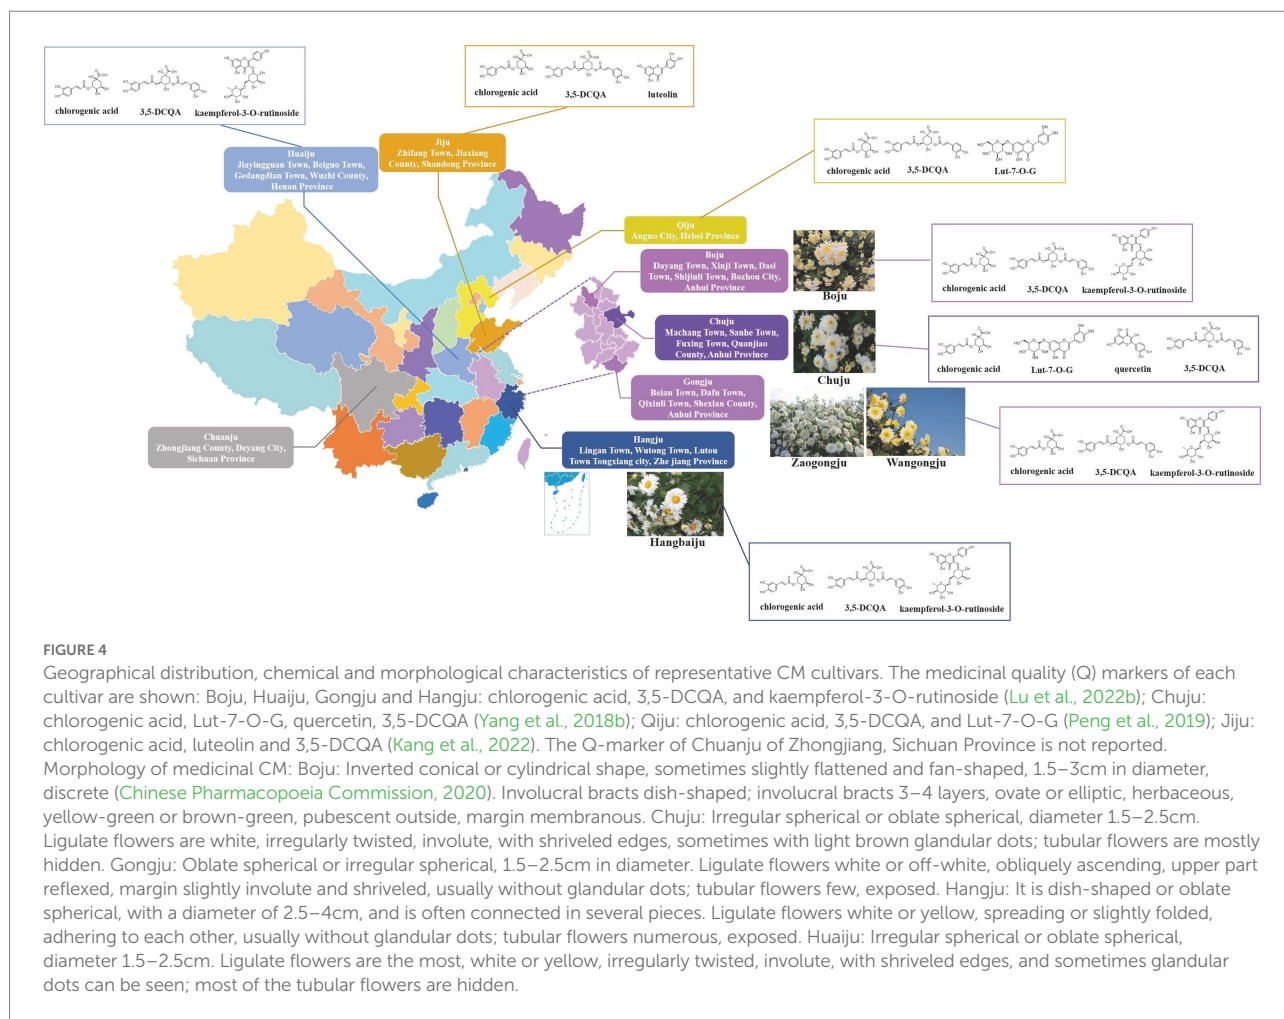 chlorogenic acid
3,5-DCQA
kaempferol-3-O-rutinoside
chlorogenic acid
3,5-DCQA
luteolin
Huaiju
Jiayingguan Town, Beiguo Town,
Gedangdian Town, Wuzhi County,
Henan Province
Jiju
Zhifang Town, Jiaxiang
County, Shandong Province
chlorogenic acid
3,5-DCQA
Lut-7-O-G
Qiju
Anguo City, Hebei Province
Boju
Dayang Town, Xinji Town, Dasi
Town, Shijiuli Town, Bozhou City,
Anhui Province
Boju
chlorogenic acid
3,5-DCQA
kaempferol-3-O-rutinoside
Chuju
Machang Town, Sanhe Town,
Fuxing Town, Quanjiao
County, Anhui Province
Chuju
chlorogenic acid
Lut-7-O-G
quercetin
3,5-DCQA
Gongju
Beian Town, Dafu Town,
Qixinli Town, Shexian County,
Anhui Province
Zaogongju
Wangongju
chlorogenic acid
3,5-DCQA
kaempferol-3-O-rutinoside
Chuanju
Zhongjiang County, Deyang City,
Sichuan Province
Hangju
Lingan Town, Wutong Town, Lutou
Town Tongxiang city, Zhe jiang Province
Hangbaiju
chlorogenic acid
3,5-DCQA
kaempferol-3-O-rutinoside
FIGURE 4
Geographical distribution, chemical and morphological characteristics of representative CM cultivars. The medicinal quality (Q) markers of each
cultivar are shown: Boju, Huaiju, Gongju and Hangju: chlorogenic acid, 3,5-DCQA, and kaempferol-3-O-rutinoside (Lu et al., 2022b); Chuju:
chlorogenic acid, Lut-7-O-G, quercetin, 3,5-DCQA (Yang et al., 2018b); Qiju: chlorogenic acid, 3,5-DCQA, and Lut-7-O-G (Peng et al., 2019); Jiju:
chlorogenic acid, luteolin and 3,5-DCQA (Kang et al., 2022). The Q-marker of Chuanju of Zhongjiang, Sichuan Province is not reported.
Morphology of medicinal CM: Boju: Inverted conical or cylindrical shape, sometimes slightly flattened and fan-shaped, 1.5–3cm in diameter,
discrete (Chinese Pharmacopoeia Commission, 2020). Involucral bracts dish-shaped; involucral bracts 3–4 layers, ovate or elliptic, herbaceous,
yellow-green or brown-green, pubescent outside, margin membranous. Chuju: Irregular spherical or oblate spherical, diameter 1.5–2.5cm.
Ligulate flowers are white, irregularly twisted, involute, with shriveled edges, sometimes with light brown glandular dots; tubular flowers are mostly
hidden. Gongju: Oblate spherical or irregular spherical, 1.5–2.5cm in diameter. Ligulate flowers white or off-white, obliquely ascending, upper part
reflexed, margin slightly involute and shriveled, usually without glandular dots; tubular flowers few, exposed. Hangju: It is dish-shaped or oblate
spherical, with a diameter of 2.5–4cm, and is often connected in several pieces. Ligulate flowers white or yellow, spreading or slightly folded,
adhering to each other, usually without glandular dots; tubular flowers numerous, exposed. Huaiju: Irregular spherical or oblate spherical,
diameter 1.5–2.5cm. Ligulate flowers are the most, white or yellow, irregularly twisted, involute, with shriveled edges, and sometimes glandular
dots can be seen; most of the tubular flowers are hidden.